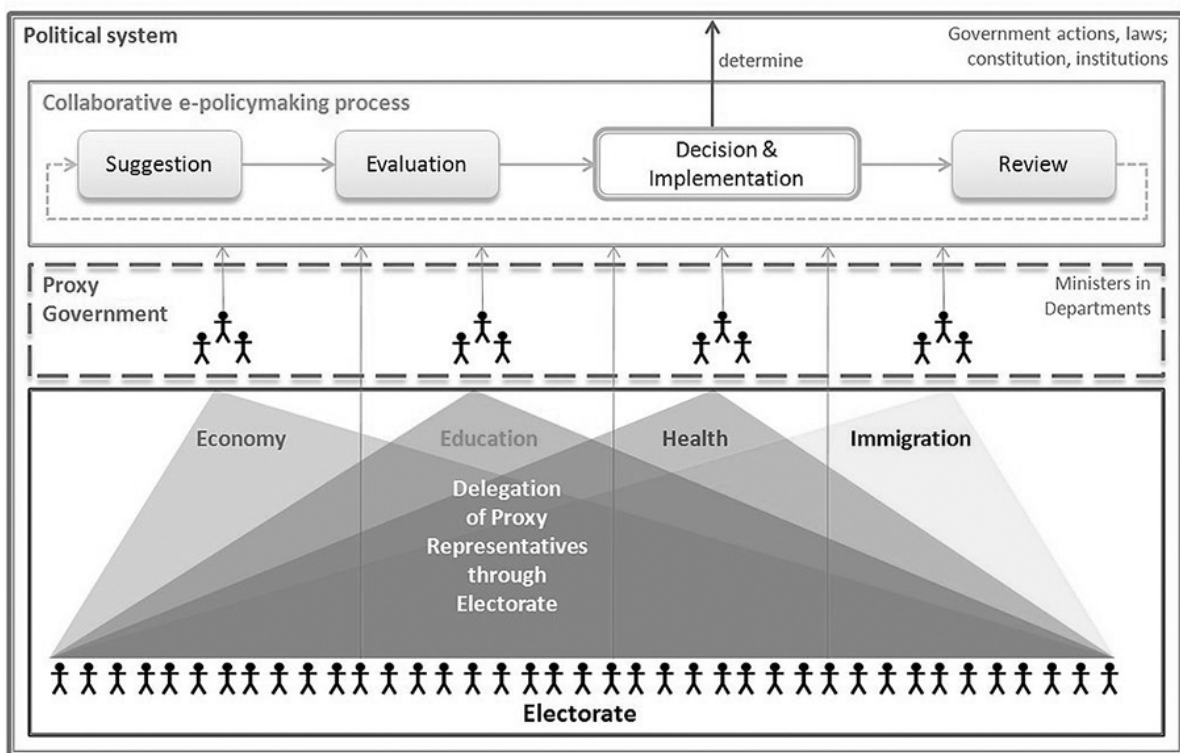 Political system
Government actions, laws;
constitution, institutions
determine
Collaborative e-policymaking process
Suggestion
Evaluation
Decision &
Implementation
Review
Proxy
Government
Ministers in
Departments
Economy
Education
Health
Immigration
Delegation
of Proxy
Representatives
through
Electorate
Electorate